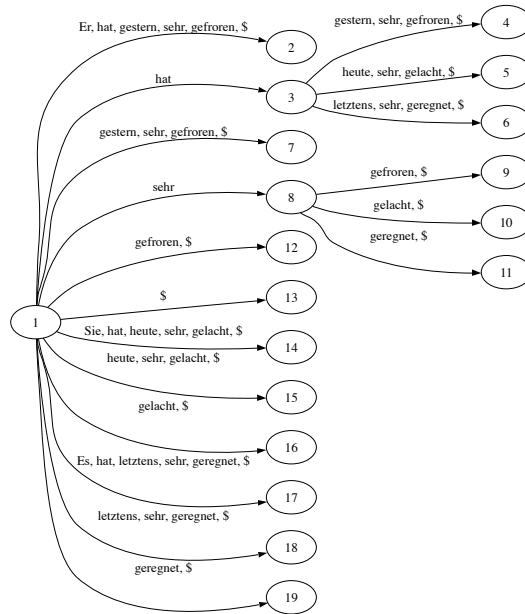 Er, hat, gestern, sehr, gefroren, $
2
hat
3
gestern, sehr, gefroren, $
4
heute, sehr, gelacht, $
5
letztens, sehr, geregnet, $
6
gestern, sehr, gefroren, $
7
sehr
8
gefroren, $
9
gelacht, $
10
geregnet, $
11
gefroren, $
12
$
13
1
Sie, hat, heute, sehr, gelacht, $
14
heute, sehr, gelacht, $
15
gelacht, $
16
Es, hat, letztens, sehr, geregnet, $
17
letztens, sehr, geregnet, $
18
geregnet, $
19